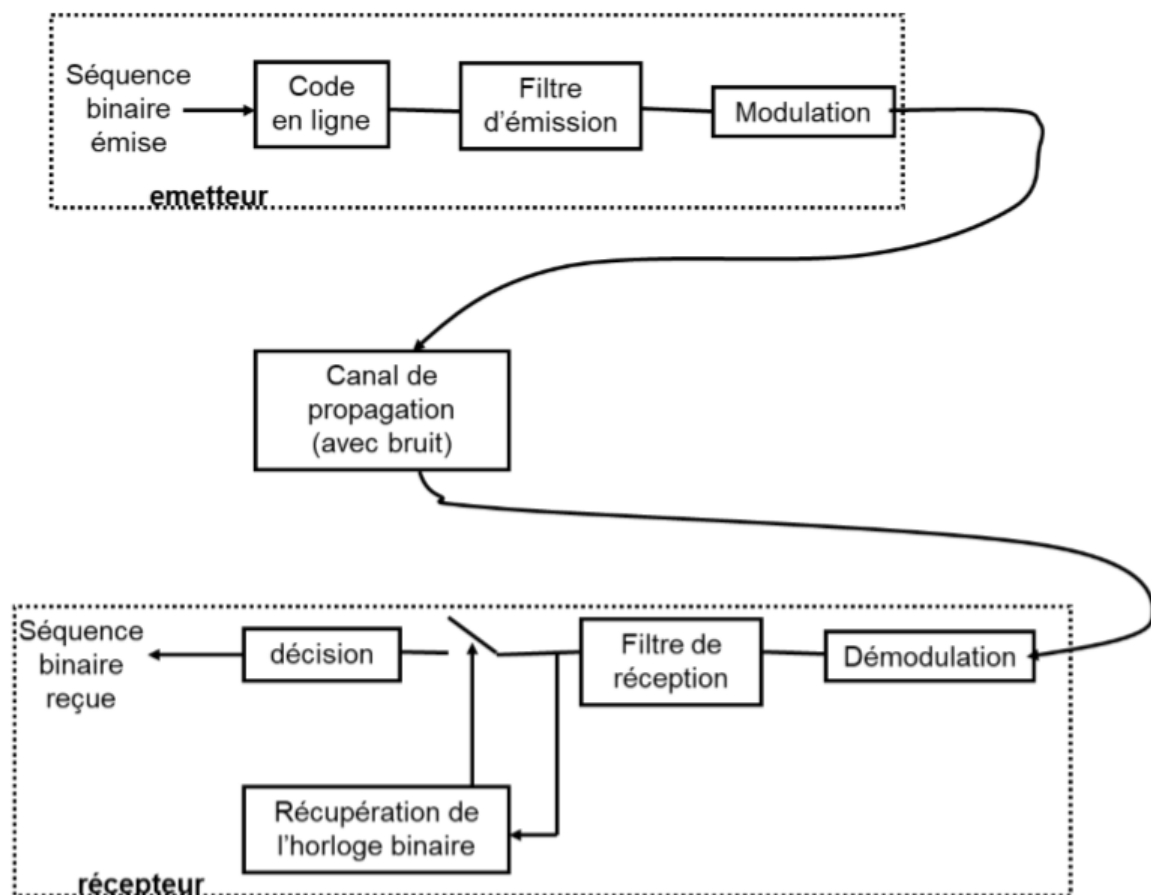 Séquence
binaire
émise
Code
en ligne
Filtre
d'émission
Modulation
emetteur
Canal de
propagation
(avec bruit)
Séquence
binaire
reçue
décision
Filtre de
réception
Démodulation
Récupération de
l'horloge binaire
récepteur